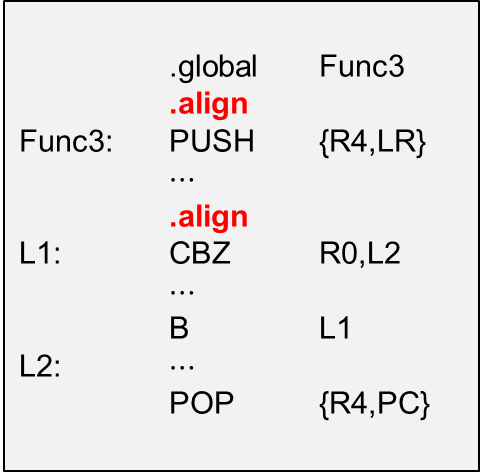 .global Func3
.align
Func3: PUSH {R4,LR}
...
.align
L1: CBZ R0,L2
...
B L1
L2: ...
POP {R4,PC}